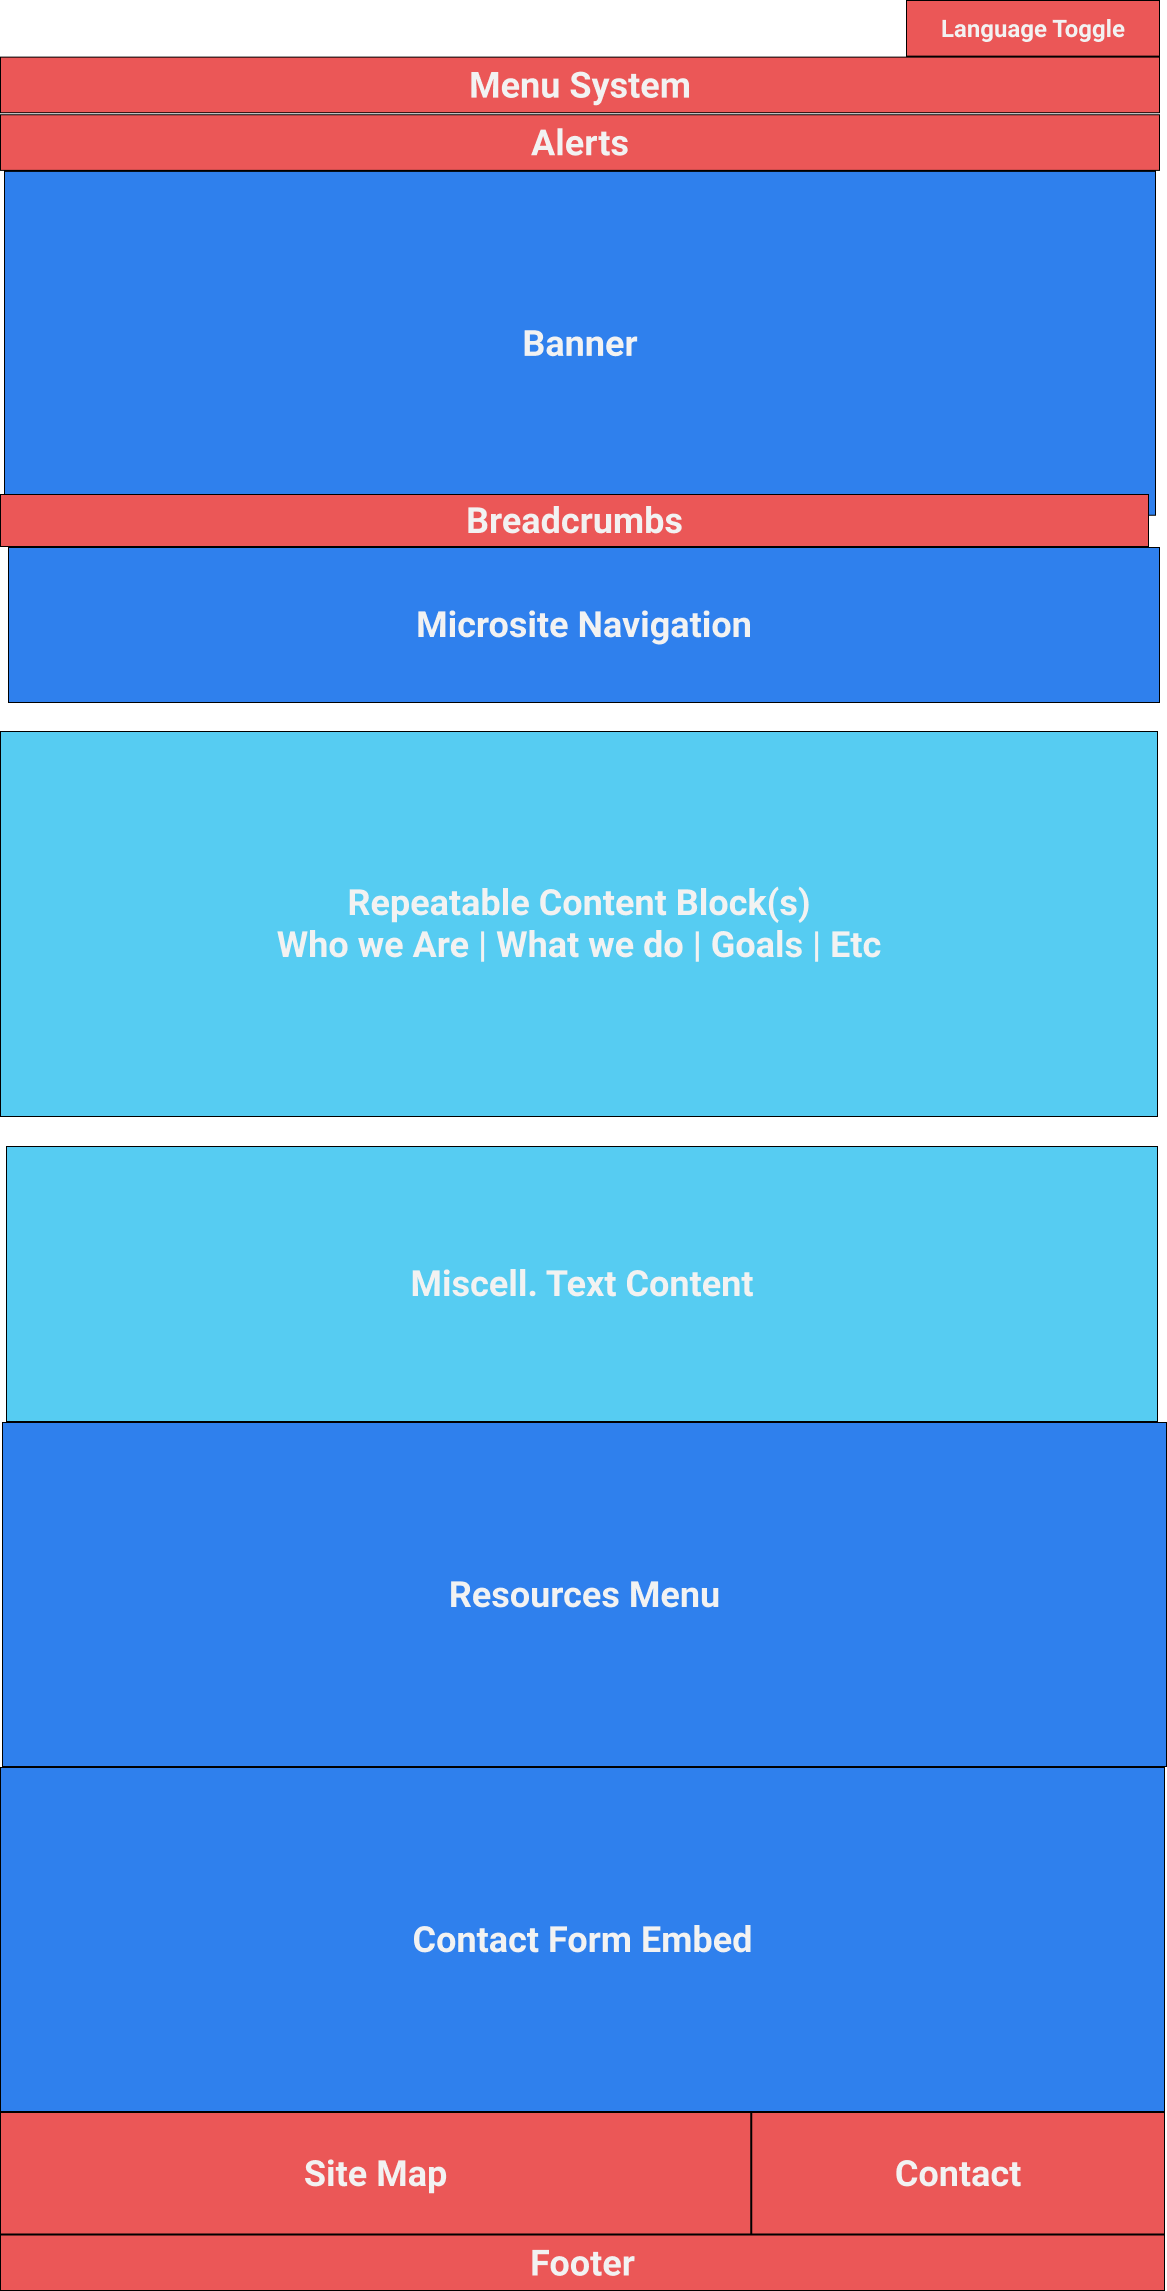 Language Toggle
Menu System
Alerts
Banner
Breadcrumbs
Microsite Navigation
Repeatable Content Block(s)
Who we Are | What we do | Goals | Etc
Miscell. Text Content
Resources Menu
Contact Form Embed
Site Map
Contact
Footer